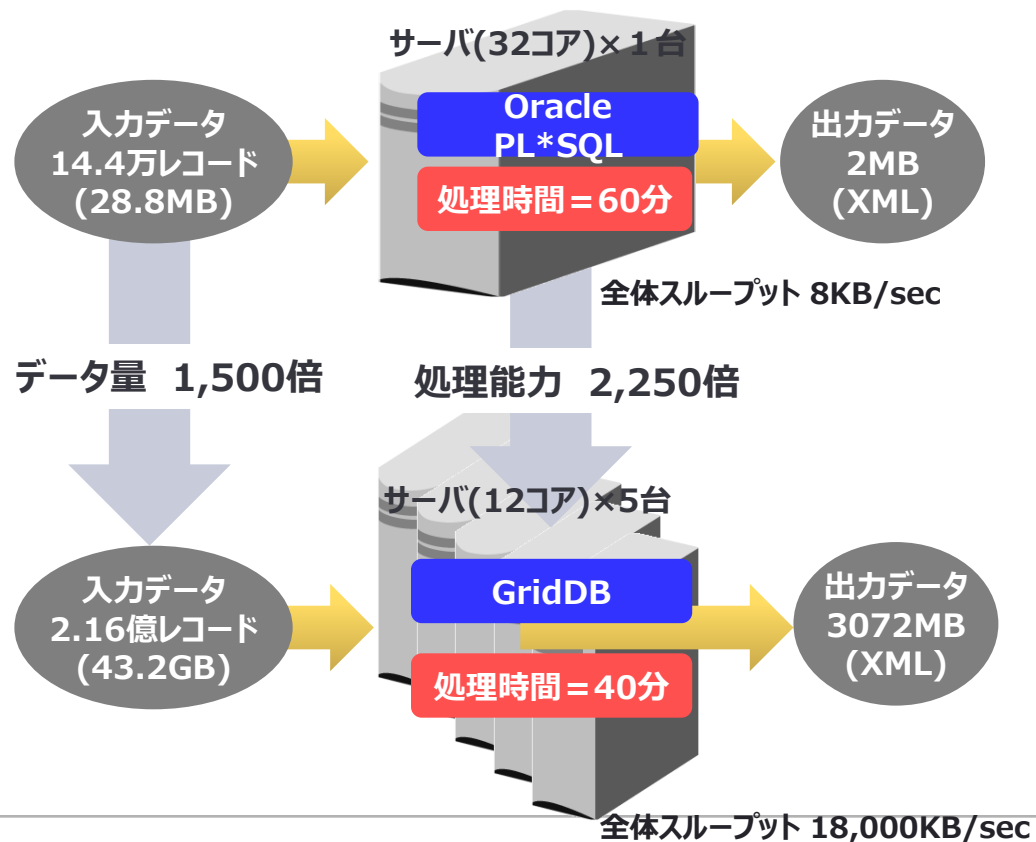 サーバ(32コア)×１台
入力データ
14.4万レコード
(28.8MB)
Oracle
PL*SQL
処理時間＝60分
出力データ
2MB
(XML)
全体スループット 8KB/sec
データ量　1,500倍
処理能力　2,250倍
サーバ(12コア)×5台
入力データ
2.16億レコード
(43.2GB)
GridDB
処理時間＝40分
出力データ
3072MB
(XML)
全体スループット 18,000KB/sec